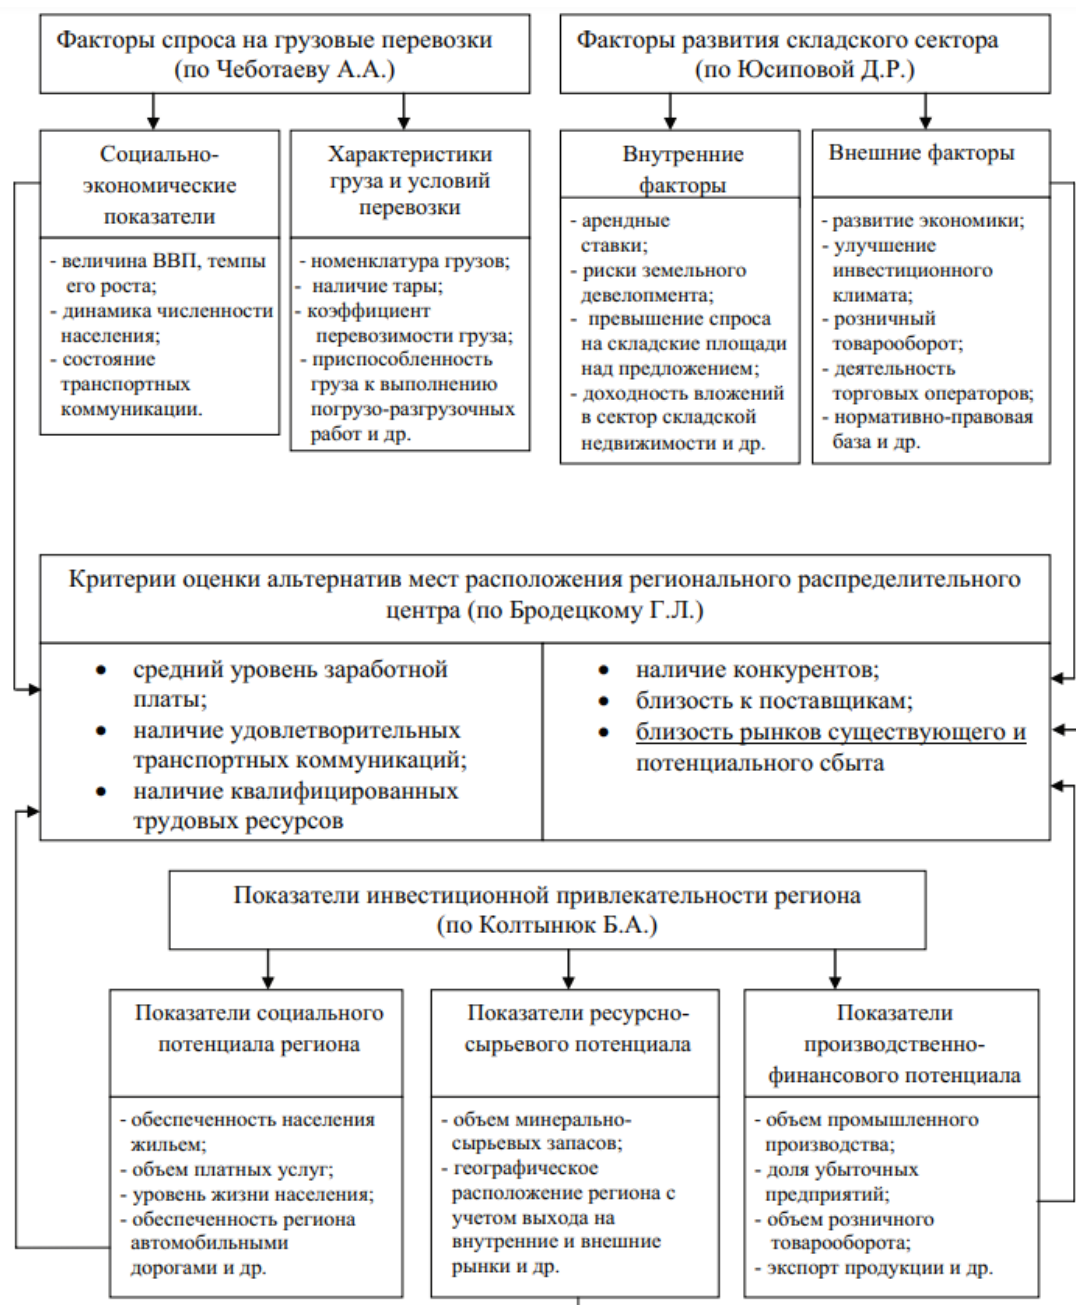 Факторы спроса на грузовые перевозки
(по Чеботаеву А.А.)
Факторы развития складского сектора
(по Юсиповой Д.Р.)
Социально-
экономические
показатели
- величина ВВП, темпы
его роста;
- динамика численности
населения;
- состояние
транспортных
коммуникации.
Характеристики
груза и условий
перевозки
- номенклатура грузов;
- наличие тары;
- коэффициент
перевозимости груза;
- приспособленность
груза к выполнению
погрузо-разгрузочных
работ и др.
Внутренние
факторы
- арендные
ставки;
- риски земельного
девелопмента;
- превышение спроса
на складские площади
над предложением;
- доходность вложений
в сектор складской
недвижимости и др.
Внешние факторы
- развитие экономики;
- улучшение
инвестиционного
климата;
- розничный
товарооборот;
- деятельность
торговых операторов;
- нормативно-правовая
база и др.
Критерии оценки альтернатив мест расположения регионального распределительного
центра (по Бродецкому Г.Л.)
• средний уровень заработной
платы;
• наличие удовлетворительных
транспортных коммуникаций;
• наличие квалифицированных
трудовых ресурсов
• наличие конкурентов;
• близость к поставщикам;
• близость рынков существующего и
потенциального сбыта
Показатели инвестиционной привлекательности региона
(по Колтынюк Б.А.)
Показатели социального
потенциала региона
- обеспеченность населения
жильем;
- объем платных услуг;
- уровень жизни населения;
- обеспеченность региона
автомобильными
дорогами и др.
Показатели ресурсно-
сырьевого потенциала
- объем минерально-
сырьевых запасов;
- географическое
расположение региона с
учетом выхода на
внутренние и внешние
рынки и др.
Показатели
производственно-
финансового потенциала
- объем промышленного
производства;
- доля убыточных
предприятий;
- объем розничного
товарооборота;
- экспорт продукции и др.